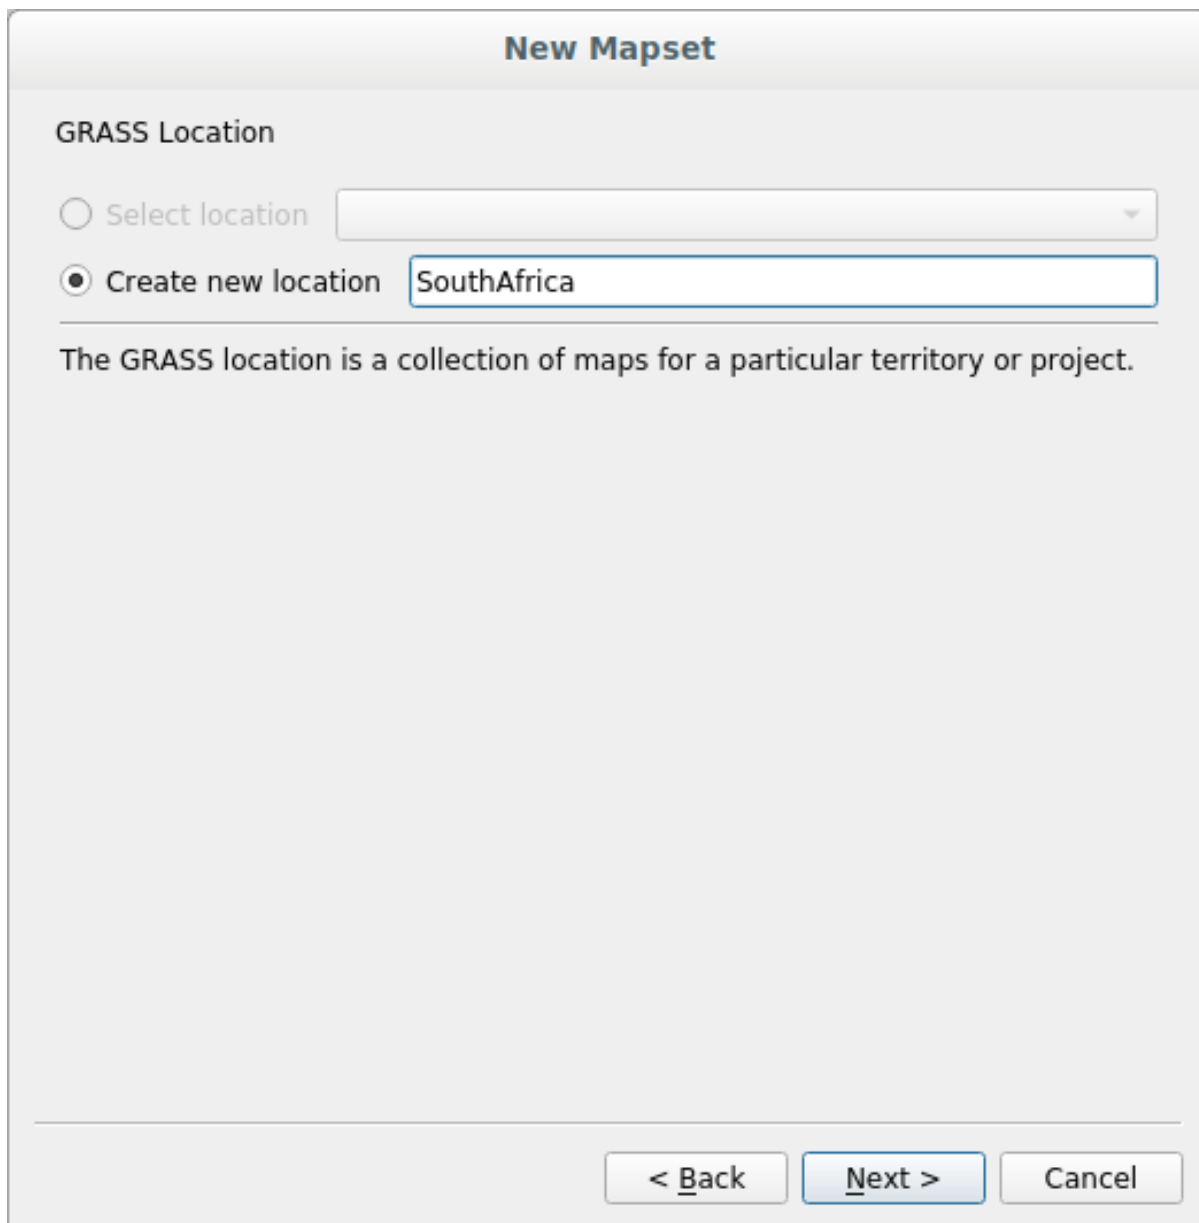 New Mapset
GRASS Location
Select location
Create new location SouthAfrica
The GRASS location is a collection of maps for a particular territory or project.
< Back Next > Cancel